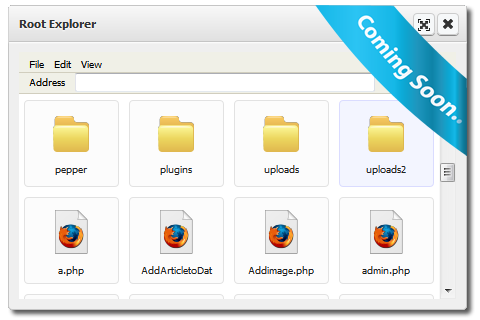 Root Explorer
Coming Soon..
File Edit View
Address
pepper plugins uploads uploads2
a.php AddArticletoDat Addimage.php admin.php